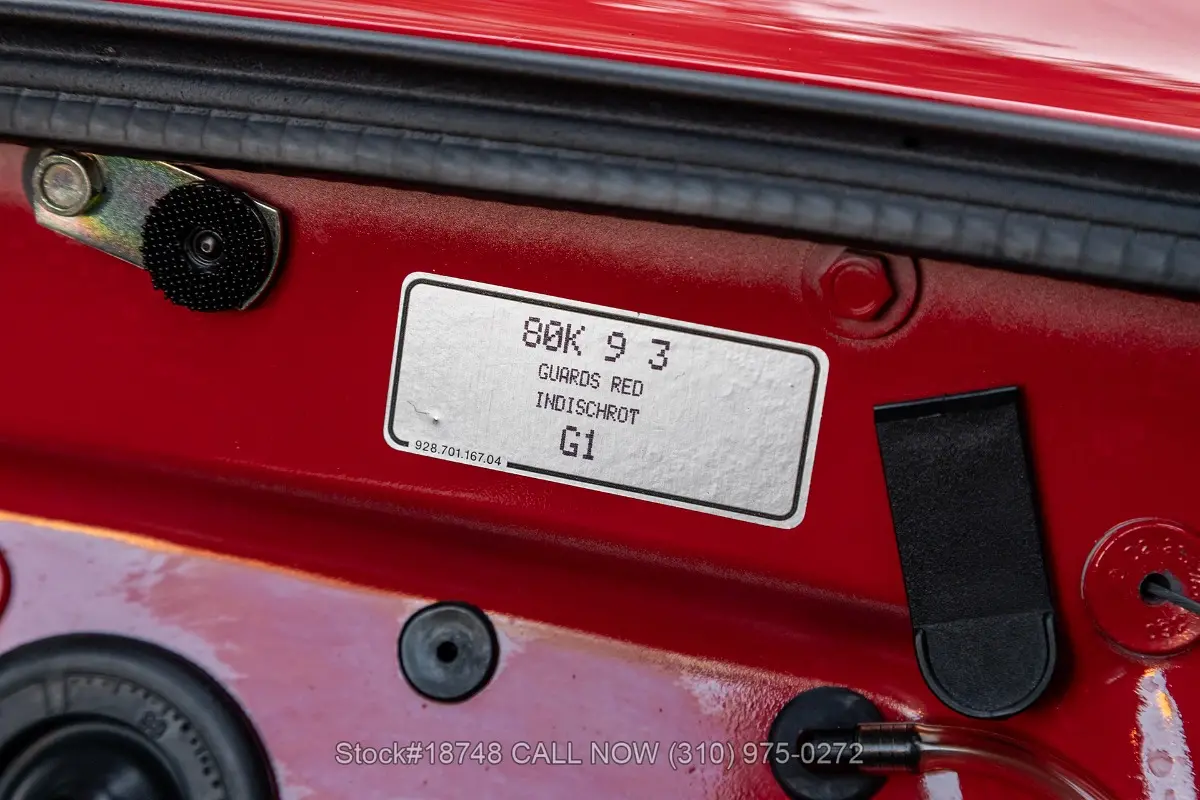 80K 9 3
GUARDS RED
INDISCHROT
G1
928.701.167.04
Stock#18748 CALL NOW (310) 975-0272